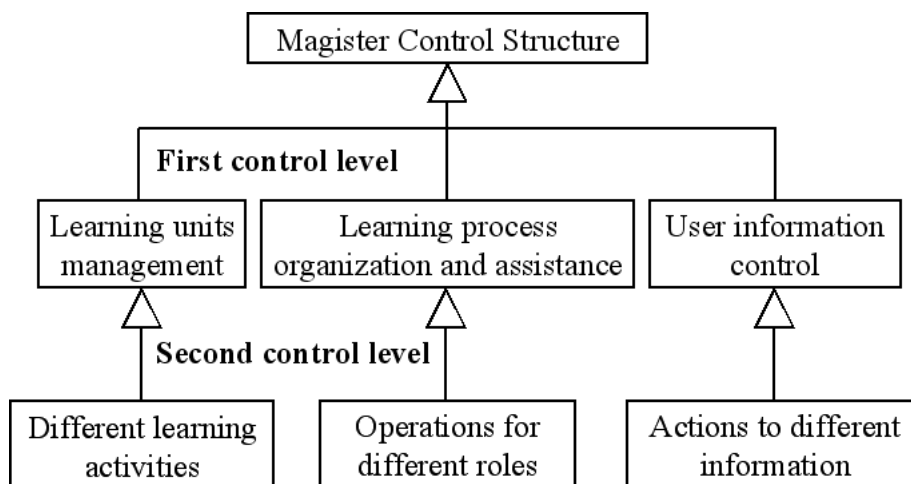 Magister Control Structure
First control level
Learning units
management
Learning process
organization and assistance
User information
control
Second control level
Different learning
activities
Operations for
different roles
Actions to different
information